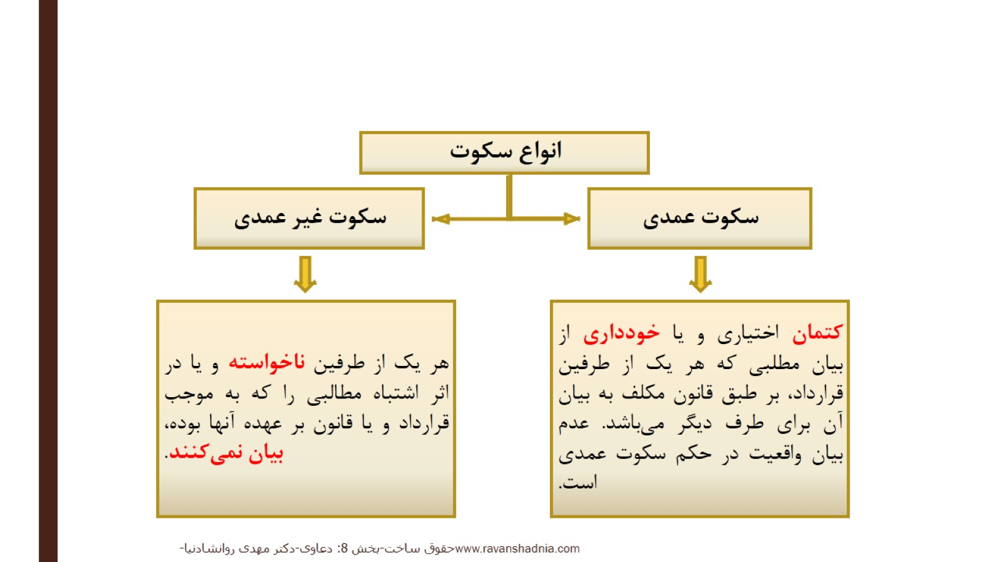 انواع سکوت
سکوت عمدی
سکوت غیر عمدی
کتمان اختیاری و یا خودداری از
بیان مطلبی که هر یک از طرفین
قرارداد، بر طبق قانون مکلف به بیان
آن برای طرف دیگر می‌باشد. عدم
بیان واقعیت در حکم سکوت عمدی
است.
هر یک از طرفین ناخواسته و یا در
اثر اشتباه مطالبی را که به موجب
قرارداد و یا قانون بر عهده آنها بوده،
بیان نمی‌کنند.
www.ravanshadnia.comحقوق ساخت-بخش 8: دعاوی-دکتر مهدی روانشادنیا-